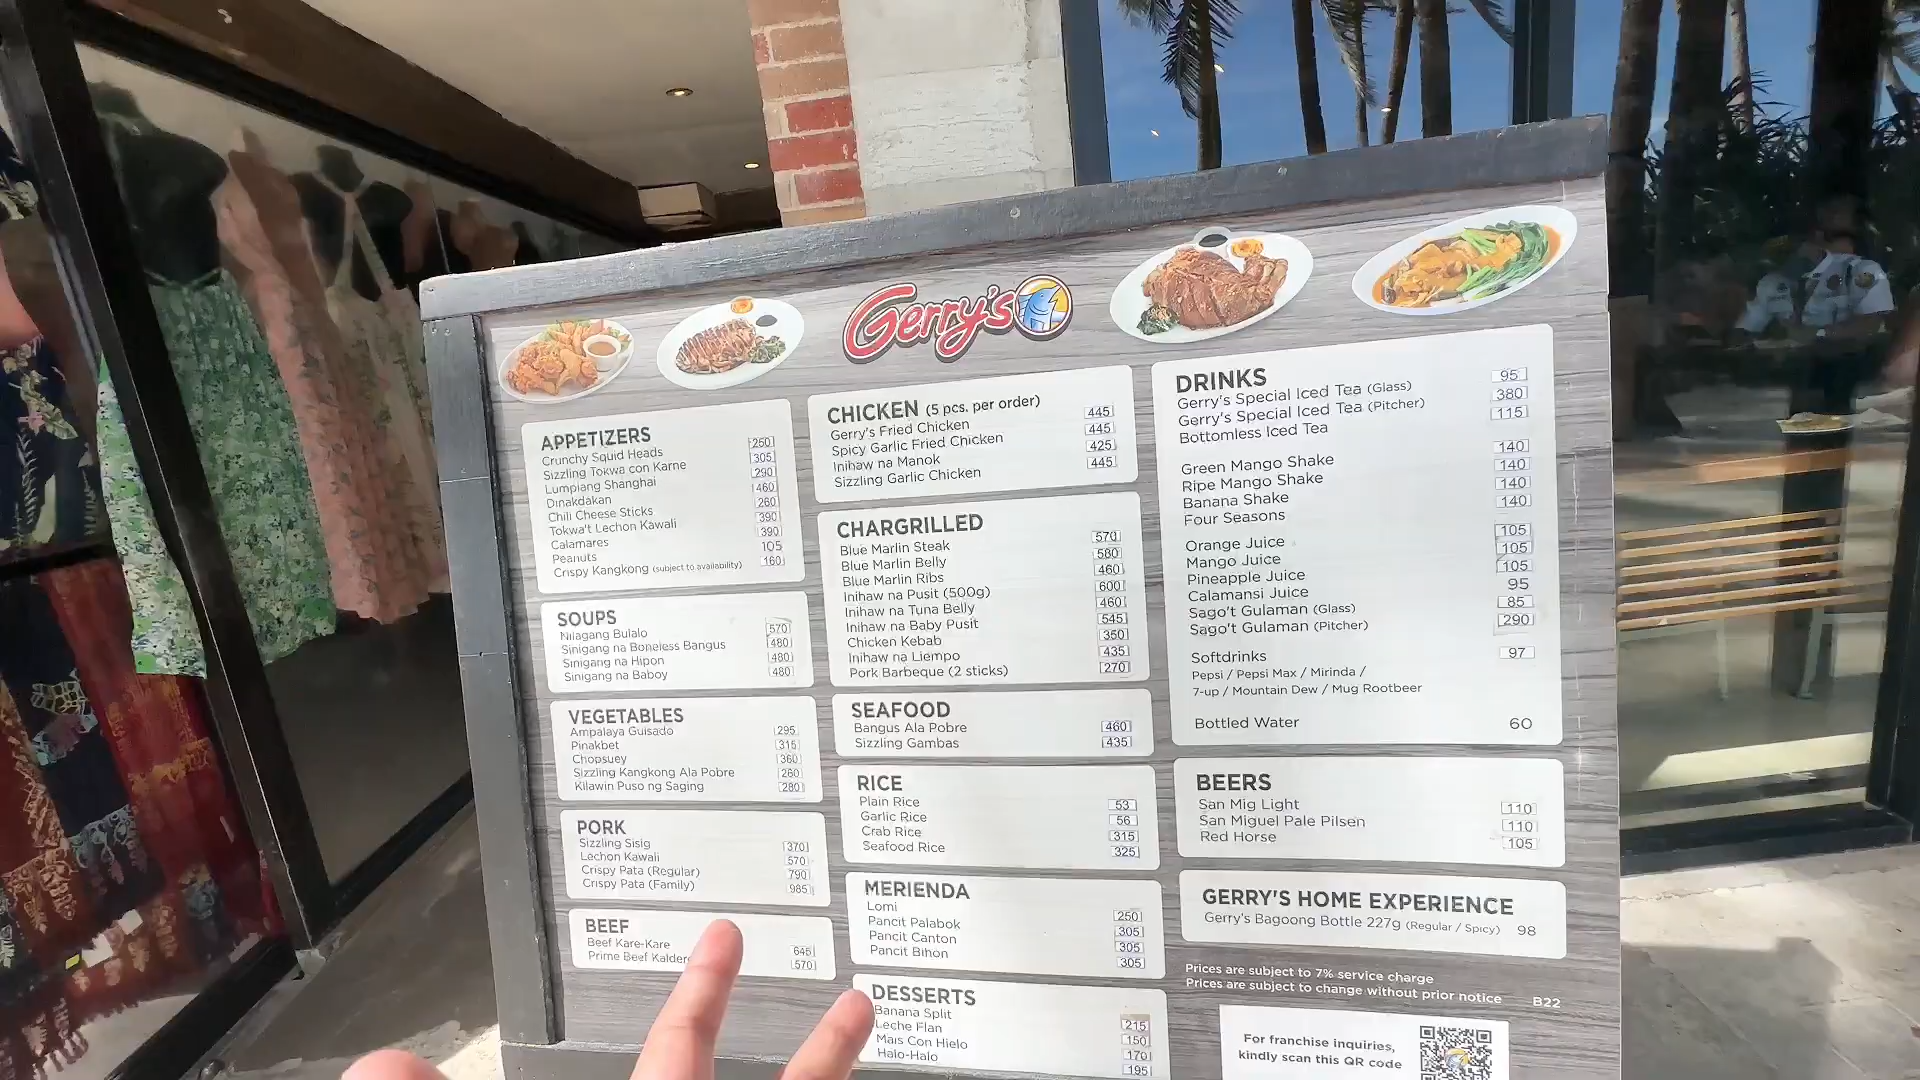 Gerry's
APPETIZERS
Crunchy Squid Heads 250
Sizzling Tokwa con Karne 305
Lumpiang Shanghai 290
Dinakdakan 460
Chili Cheese Sticks 260
Tokwa't Lechon Kawali 390
Calamares 390
Peanuts 105
Crispy Kangkong (subject to availability) 160
SOUPS
Nilagang Bulalo 570
Sinigang na Boneless Bangus 480
Sinigang na Hipon 480
Sinigang na Baboy 480
VEGETABLES
Ampalaya Guisado 295
Pinakbet 315
Chopsuey 360
Sizzling Kangkong Ala Pobre 260
Kilawin Puso ng Saging 280
PORK
Sizzling Sisig 370
Lechon Kawali 570
Crispy Pata (Regular) 790
Crispy Pata (Family) 985
BEEF
Beef Kare-Kare 645
Prime Beef 570
CHICKEN (5 pcs. per order)
Gerry's Fried Chicken 445
Spicy Garlic Fried Chicken 445
Inihaw na Manok 425
Sizzling Garlic Chicken 445
CHARGRILLED
Blue Marlin Steak 570
Blue Marlin Belly 580
Blue Marlin Ribs 460
Inihaw na Pusit (500g) 600
Inihaw na Tuna Belly 460
Inihaw na Baby Pusit 545
Chicken Kebab 350
Inihaw na Liempo 435
Pork Barbeque (2 sticks) 270
SEAFOOD
Bangus Ala Pobre 460
Sizzling Gambas 435
RICE
Plain Rice 53
Garlic Rice 56
Crab Rice 315
Seafood Rice 325
MERIENDA
Lomi 250
Pancit Palabok 305
Pancit Canton 305
Pancit Bihon 305
DESSERTS
Banana Split 215
Leche Flan 150
Mais Con Hielo 170
Halo-Halo 195
DRINKS
Gerry's Special Iced Tea (Glass) 95
Gerry's Special Iced Tea (Pitcher) 380
Bottomless Iced Tea 115
Green Mango Shake 140
Ripe Mango Shake 140
Banana Shake 140
Four Seasons 140
Orange Juice 105
Mango Juice 105
Pineapple Juice 105
Calamansi Juice 95
Sago't Gulaman (Glass) 85
Sago't Gulaman (Pitcher) 290
Softdrinks 97
Pepsi / Pepsi Max / Mirinda /
7-up / Mountain Dew / Mug Rootbeer
Bottled Water 60
BEERS
San Mig Light 110
San Miguel Pale Pilsen 110
Red Horse 105
GERRY'S HOME EXPERIENCE
Gerry's Bagoong Bottle 227g (Regular / Spicy) 98
Prices are subject to 7% service charge
Prices are subject to change without prior notice B22
For franchise inquiries,
kindly scan this QR code